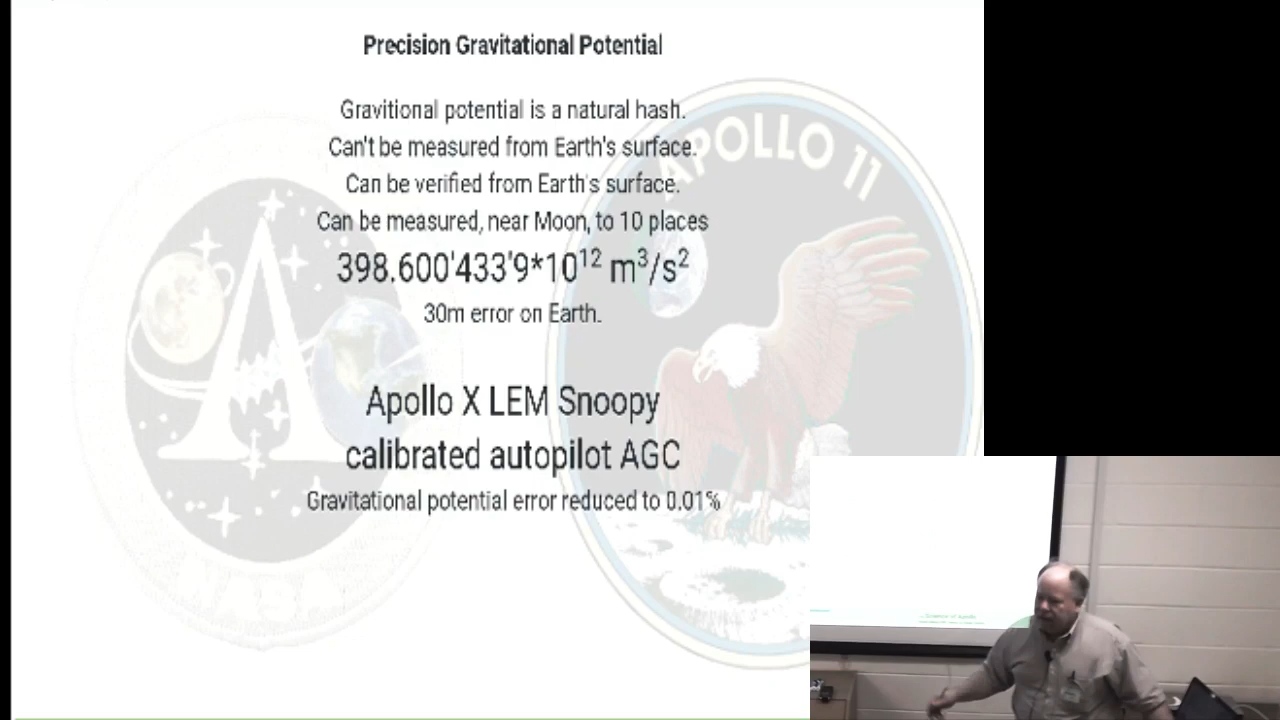 Precision Gravitational Potential
Gravitional potential is a natural hash.
Can't be measured from Earth's surface.
Can be verified from Earth's surface.
Can be measured, near Moon, to 10 places
398.600'433'9*10¹² m³/s²
30m error on Earth.
Apollo X LEM Snoopy
calibrated autopilot AGC
Gravitational potential error reduced to 0.01%
APOLLO 11
NASA